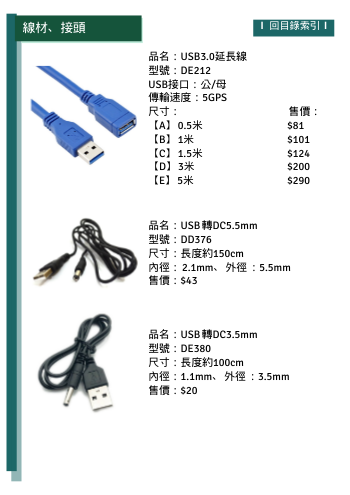 線材、接頭
I 回目錄索引 I
品名：USB3.0延長線
型號：DE212
USB接口：公/母
傳輸速度：5GPS
尺寸： 售價：
【A】0.5米 $81
【B】1米 $101
【C】1.5米 $124
【D】3米 $200
【E】5米 $290
品名：USB轉DC5.5mm
型號：DD376
尺寸：長度約150cm
內徑： 2.1mm、 外徑 ：5.5mm
售價：$43
品名：USB轉DC3.5mm
型號：DE380
尺寸：長度約100cm
內徑：1.1mm、 外徑 ：3.5mm
售價：$20